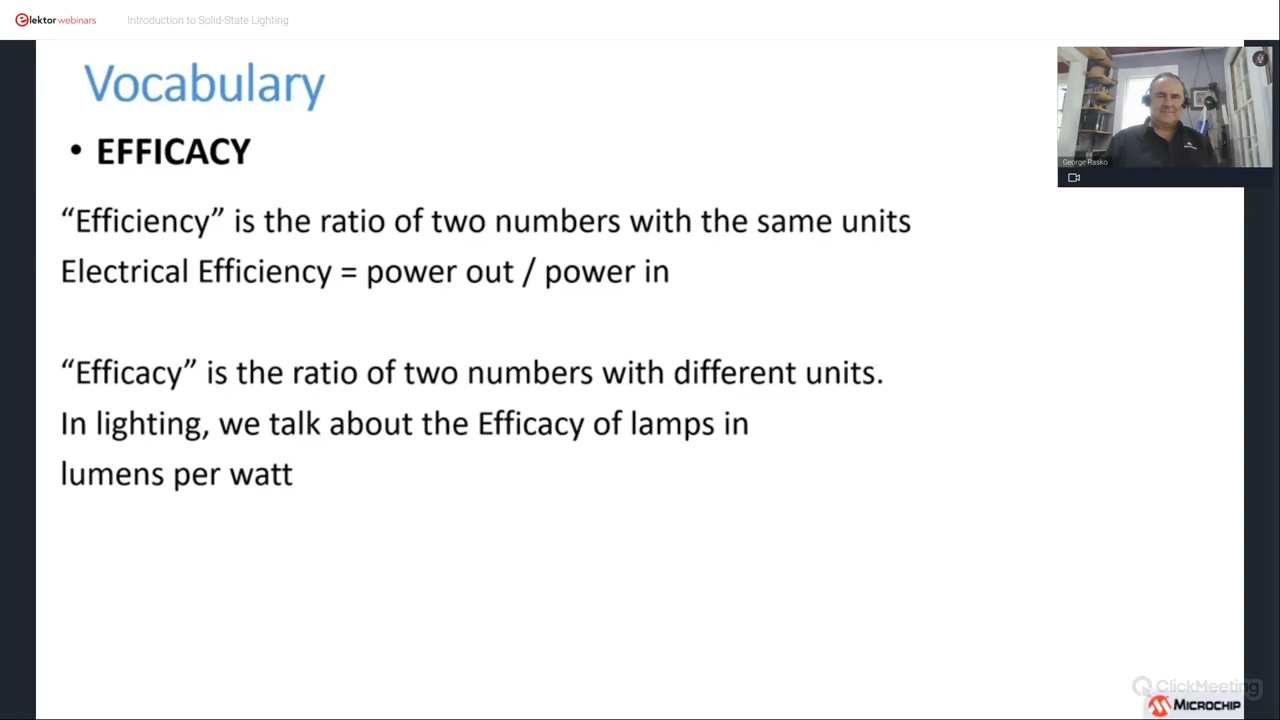 elektor webinars
Introduction to Solid-State Lighting
Vocabulary
• EFFICACY
“Efficiency” is the ratio of two numbers with the same units
Electrical Efficiency = power out / power in
“Efficacy” is the ratio of two numbers with different units.
In lighting, we talk about the Efficacy of lamps in
lumens per watt
George Rasko
ClickMeeting
MICROCHIP